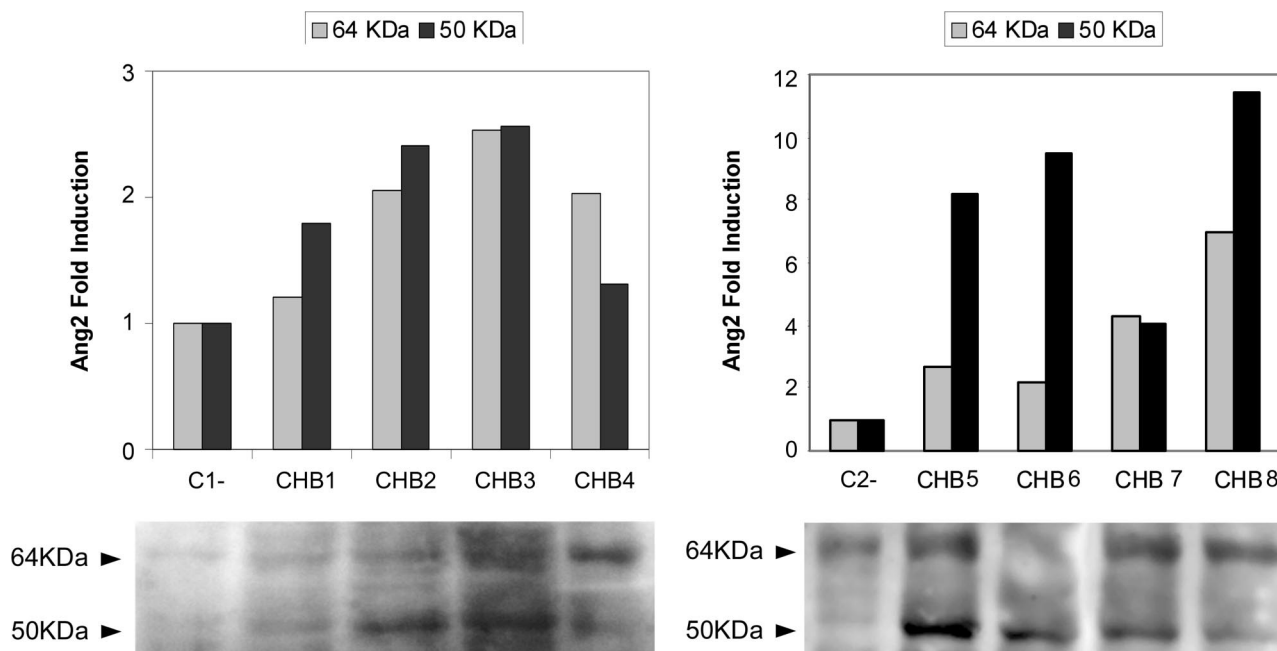 64 KDa 50 KDa
Ang2 Fold Induction
3
2
1
0
C1- CHB1 CHB2 CHB3 CHB4
64KDa ►
50KDa ►
64 KDa 50 KDa
Ang2 Fold Induction
12
10
8
6
4
2
0
C2- CHB5 CHB6 CHB 7 CHB 8
64KDa ►
50KDa ►